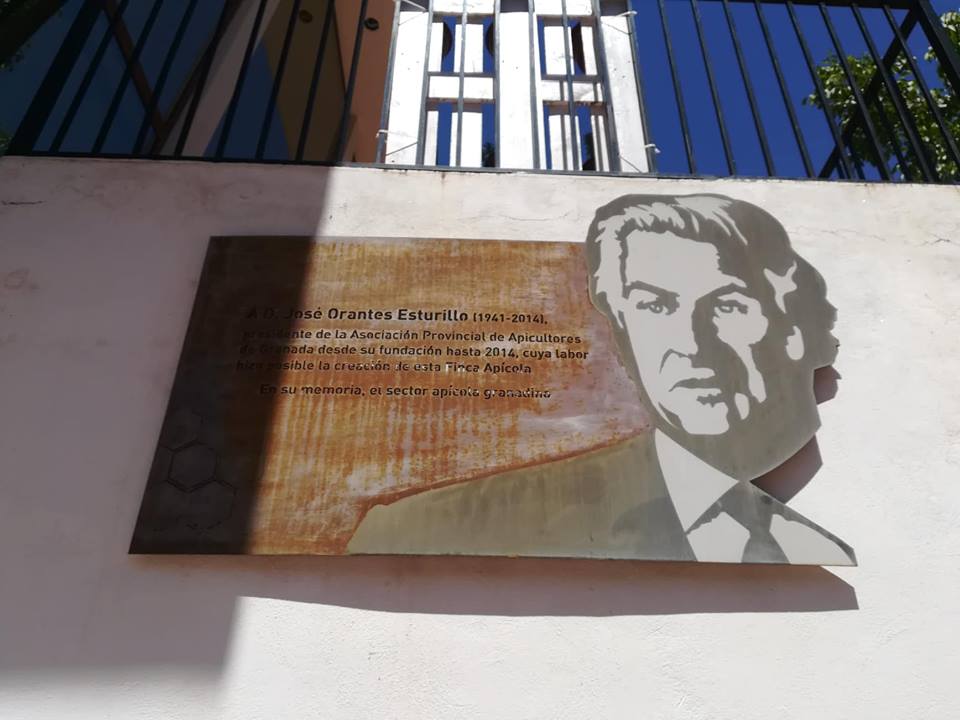 A D. José Orantes Esturillo (1941-2014),
presidente de la Asociación Provincial de Apicultores
de Granada desde su fundación hasta 2014, cuya labor
hizo posible la creación de esta Finca Apícola
En su memoria, el sector apícola granadino